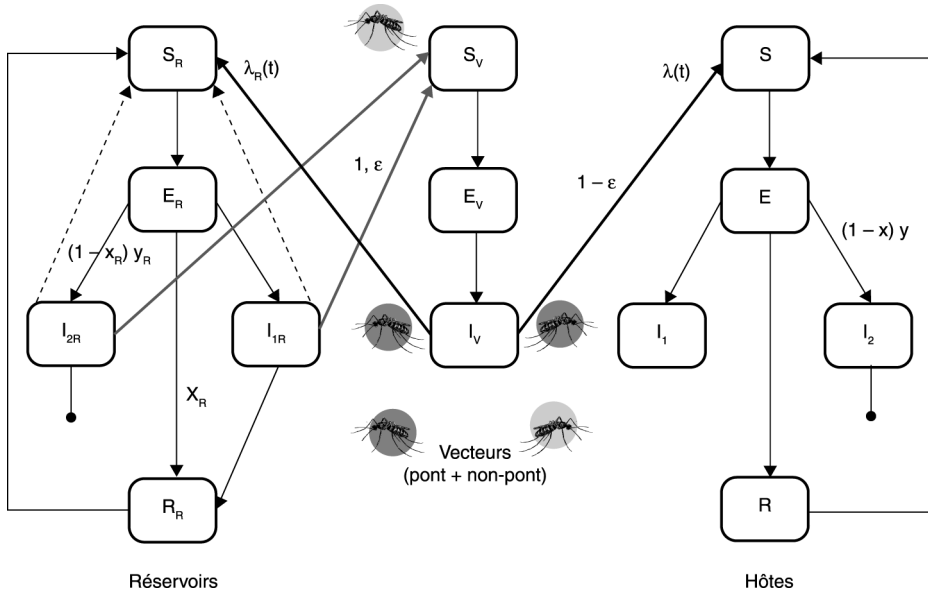 S_R
λ_R(t)
S_V
λ(t)
S
1, ε
1 – ε
E_R
E_V
E
(1 – x_R) y_R
(1 – x) y
I_2R
I_1R
I_V
I_1
I_2
X_R
Vecteurs
(pont + non-pont)
R_R
R
Réservoirs
Hôtes